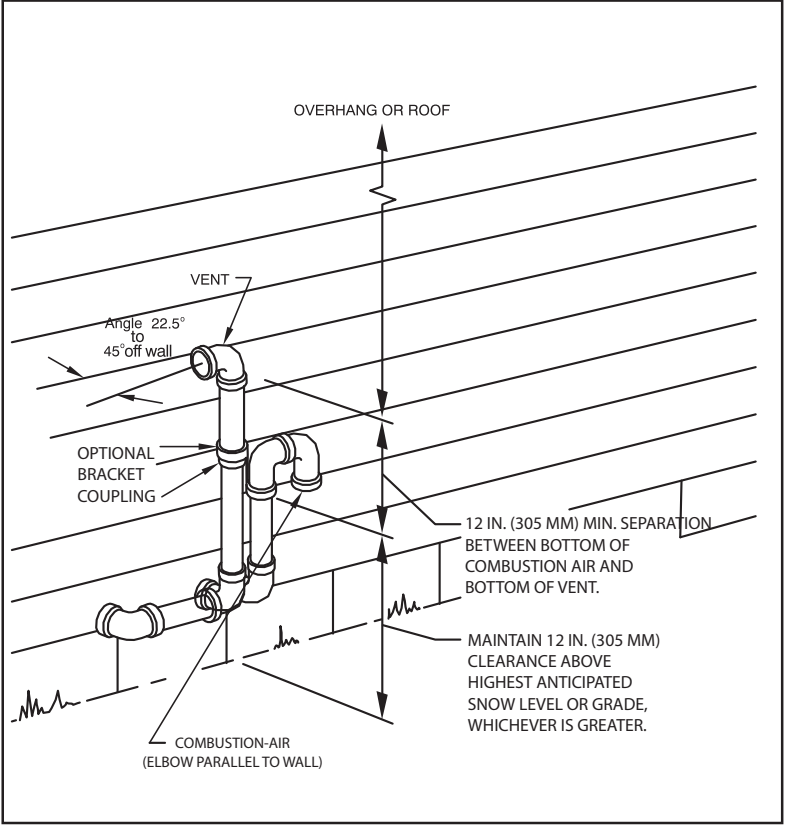 OVERHANG OR ROOF
VENT
Angle 22.5°
to
45°off wall
OPTIONAL
BRACKET
COUPLING
12 IN. (305 MM) MIN. SEPARATION
BETWEEN BOTTOM OF
COMBUSTION AIR AND
BOTTOM OF VENT.
MAINTAIN 12 IN. (305 MM)
CLEARANCE ABOVE
HIGHEST ANTICIPATED
SNOW LEVEL OR GRADE,
WHICHEVER IS GREATER.
COMBUSTION-AIR
(ELBOW PARALLEL TO WALL)